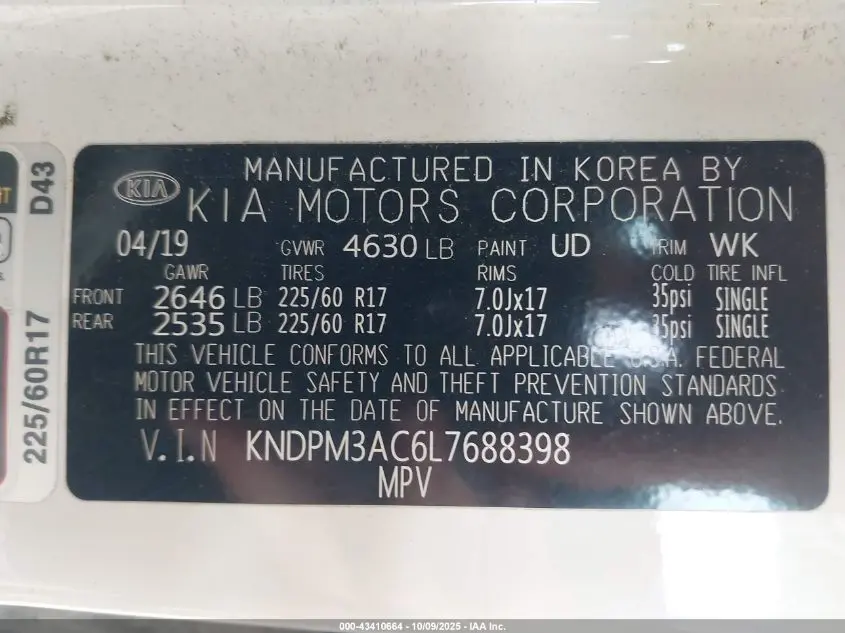 MANUFACTURED IN KOREA BY
KIA KIA MOTORS CORPORATION
04/19 GVWR 4630 LB PAINT UD TRIM WK
GAWR TIRES RIMS COLD TIRE INFL
FRONT 2646 LB 225/60 R17 7.0Jx17 35psi SINGLE
REAR 2535 LB 225/60 R17 7.0Jx17 35psi SINGLE
THIS VEHICLE CONFORMS TO ALL APPLICABLE U.S.A. FEDERAL
MOTOR VEHICLE SAFETY AND THEFT PREVENTION STANDARDS
IN EFFECT ON THE DATE OF MANUFACTURE SHOWN ABOVE.
V.I.N KNDPM3AC6L7688398
MPV
225/60R17 D43
000-43410664 - 10/09/2025 - IAA Inc.